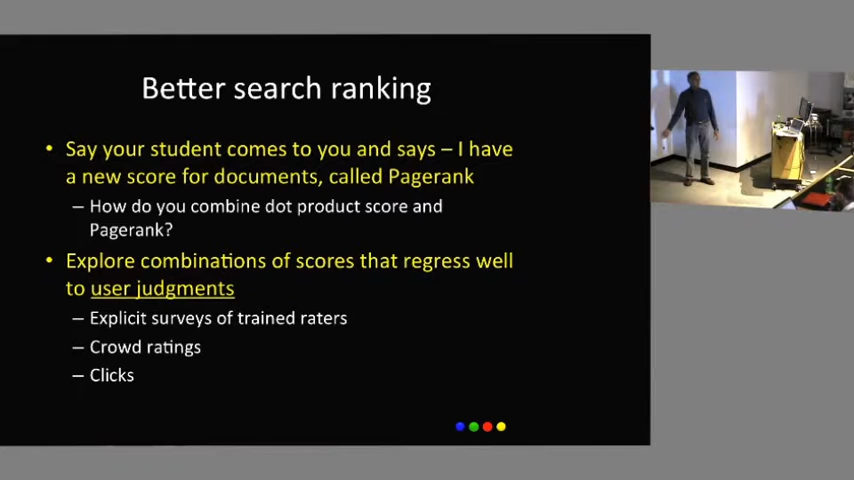 Better search ranking
• Say your student comes to you and says – I have
a new score for documents, called Pagerank
– How do you combine dot product score and
Pagerank?
• Explore combinations of scores that regress well
to user judgments
– Explicit surveys of trained raters
– Crowd ratings
– Clicks